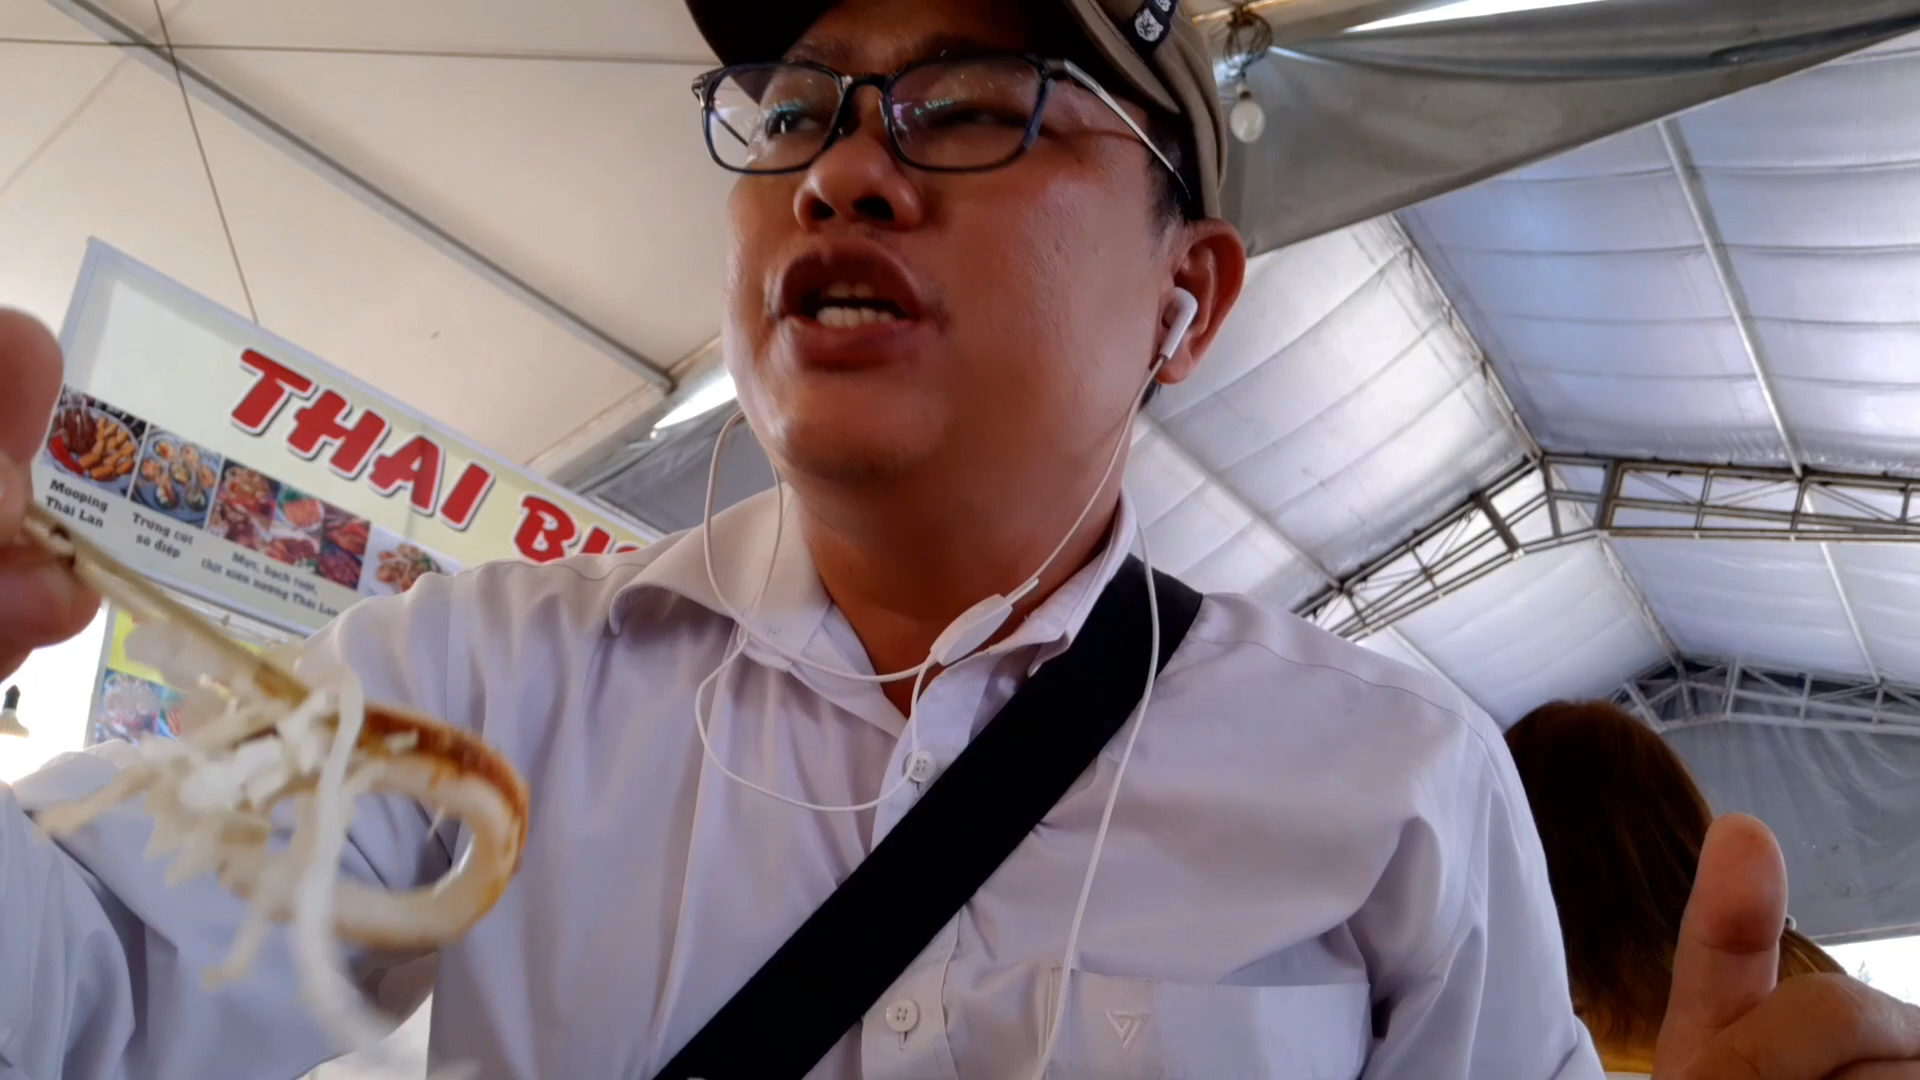 THAI
Mooping
Thái Lan
Trứng cút
sò điệp
Mực, bạch tuộc,
thịt xiên nướng Thái Lan